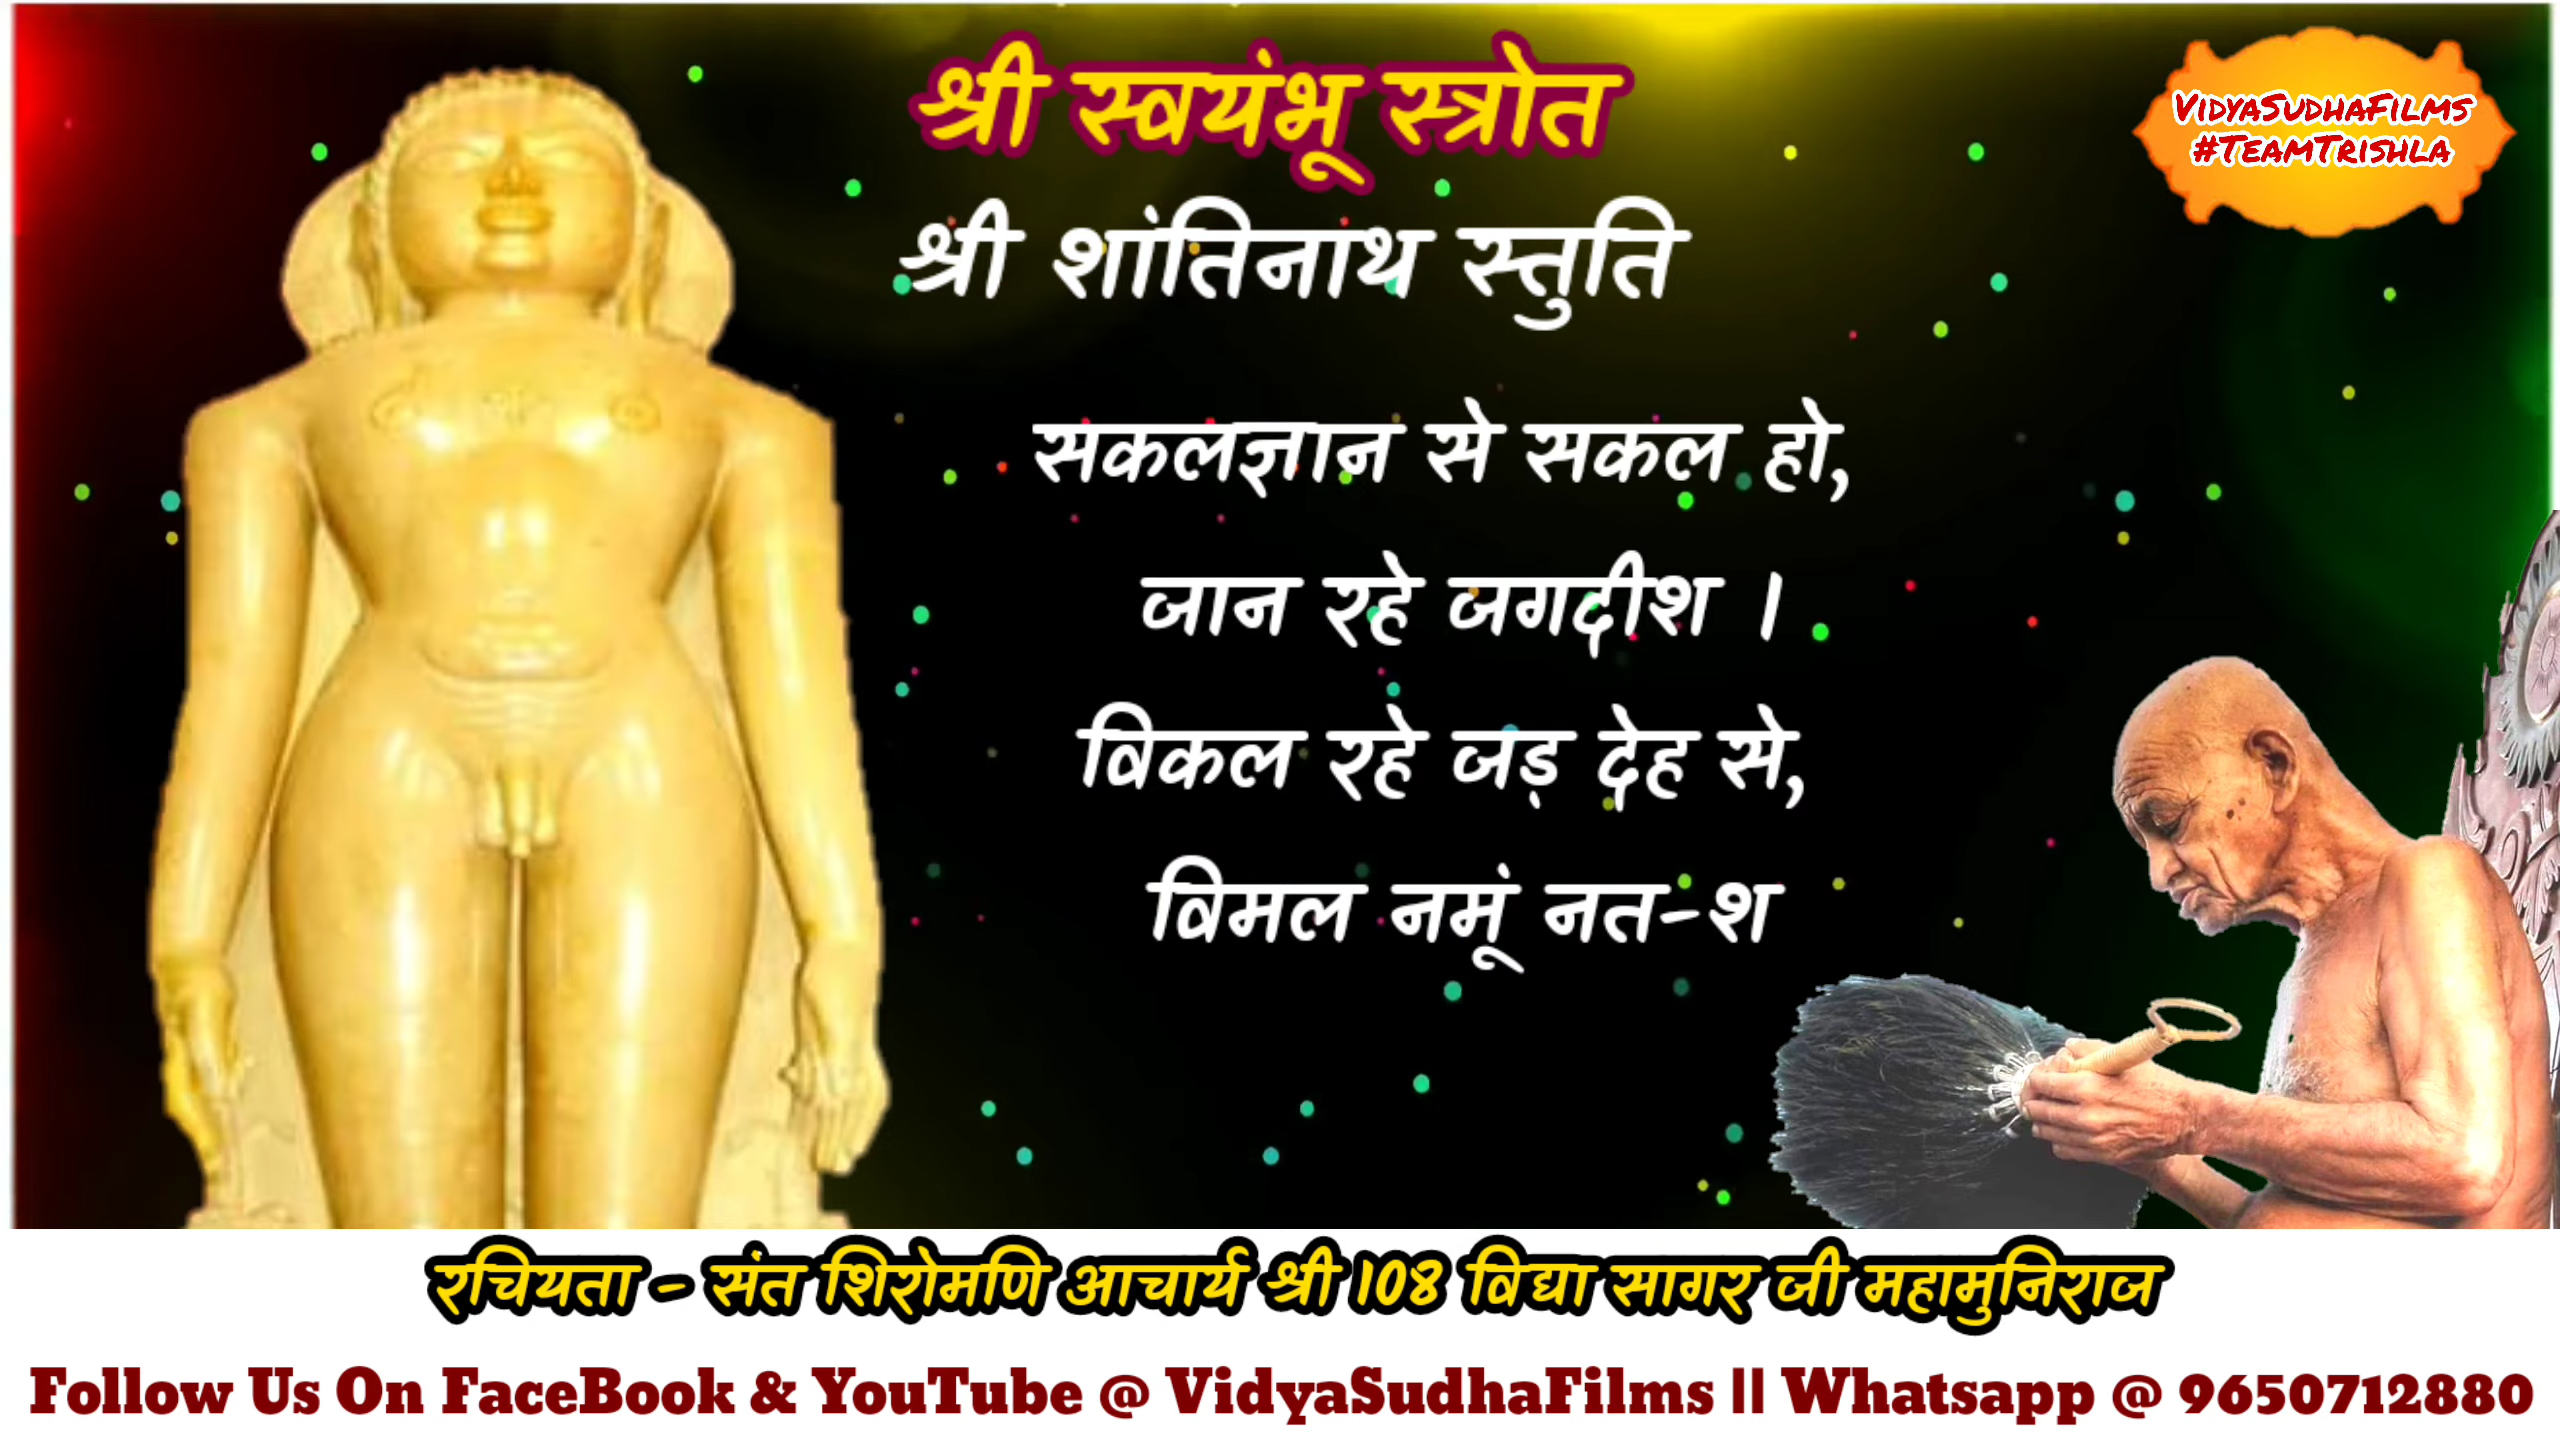 श्री स्वयंभू स्त्रोत
VidyaSudhaFilms
#TeamTrishla
श्री शांतिनाथ स्तुति
सकलज्ञान से सकल हो,
जान रहे जगदीश ।
विकल रहे जड़ देह से,
विमल नमूं नत-श
रचियता - संत शिरोमणि आचार्य श्री 108 विद्या सागर जी महामुनिराज
Follow Us On FaceBook & YouTube @ VidyaSudhaFilms || Whatsapp @ 9650712880